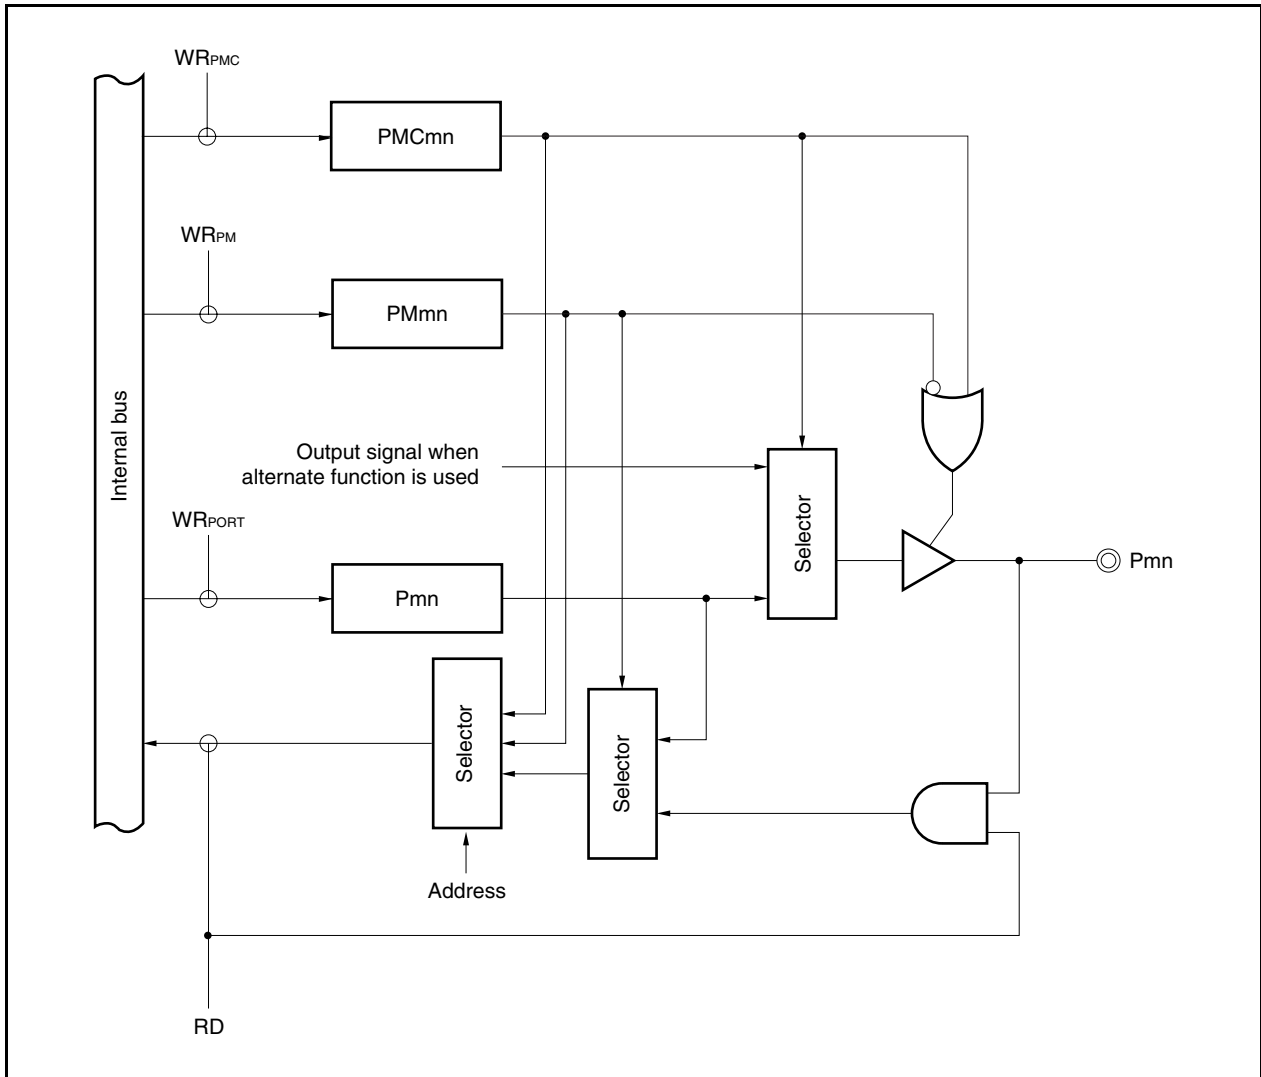 WRPMC
PMCmn
WRPM
PMmn
Internal bus
Output signal when
alternate function is used
Selector
WRPORT
Pmn
Pmn
Selector
Selector
Address
RD